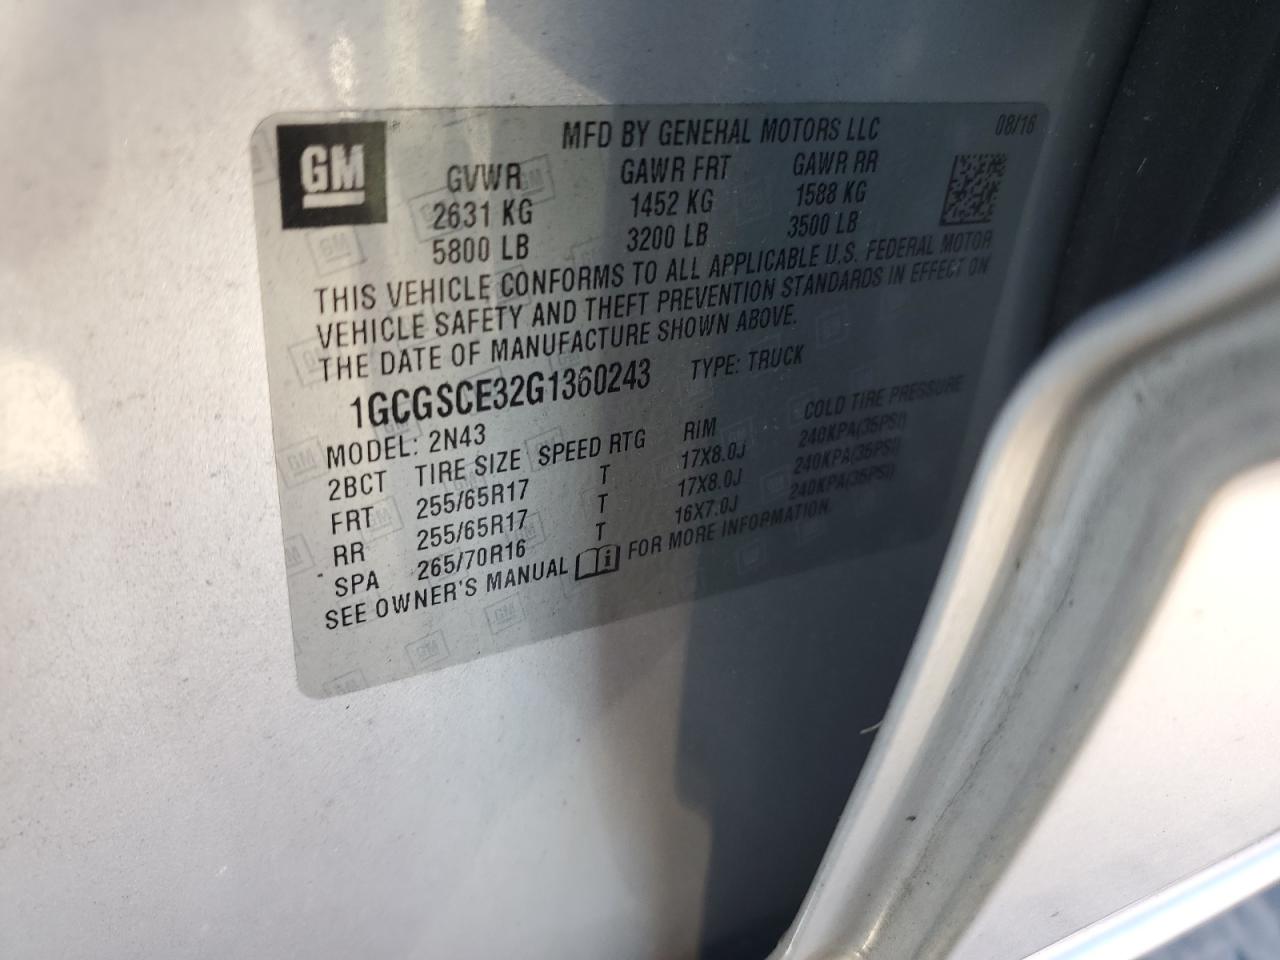 GM
MFD BY GENERAL MOTORS LLC 08/16
GVWR GAWR FRT GAWR RR
2631 KG 1452 KG 1588 KG
5800 LB 3200 LB 3500 LB
THIS VEHICLE CONFORMS TO ALL APPLICABLE U.S. FEDERAL MOTOR
VEHICLE SAFETY AND THEFT PREVENTION STANDARDS IN EFFECT ON
THE DATE OF MANUFACTURE SHOWN ABOVE.
1GCGSCE32G1360243 TYPE: TRUCK
MODEL: 2N43
2BCT TIRE SIZE SPEED RTG RIM COLD TIRE PRESSURE
FRT 255/65R17 T 17X8.0J 240KPA(35PSI)
RR 255/65R17 T 17X8.0J 240KPA(35PSI)
SPA 265/70R16 T 16X7.0J 240KPA(35PSI)
SEE OWNER'S MANUAL i FOR MORE INFORMATION